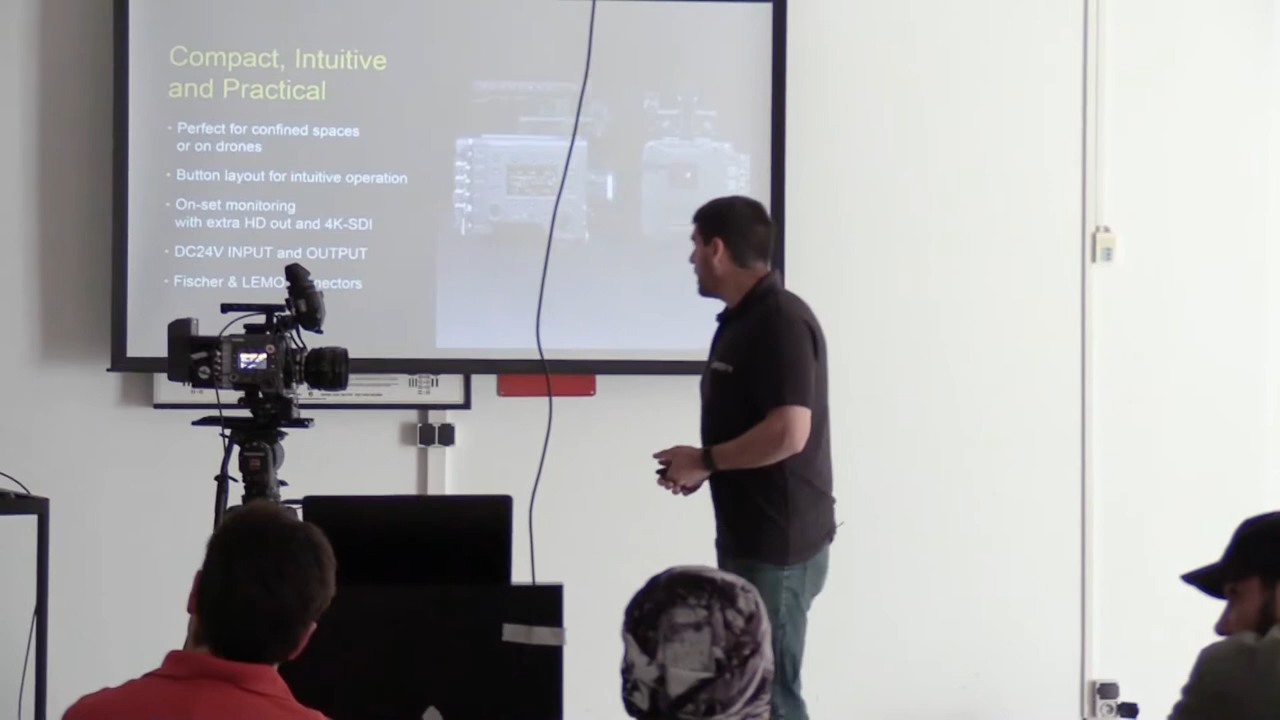 Compact, Intuitive
and Practical
• Perfect for confined spaces
or on drones
• Button layout for intuitive operation
• On-set monitoring
with extra HD out and 4K-SDI
• DC24V INPUT and OUTPUT
• Fischer & LEMO nectors